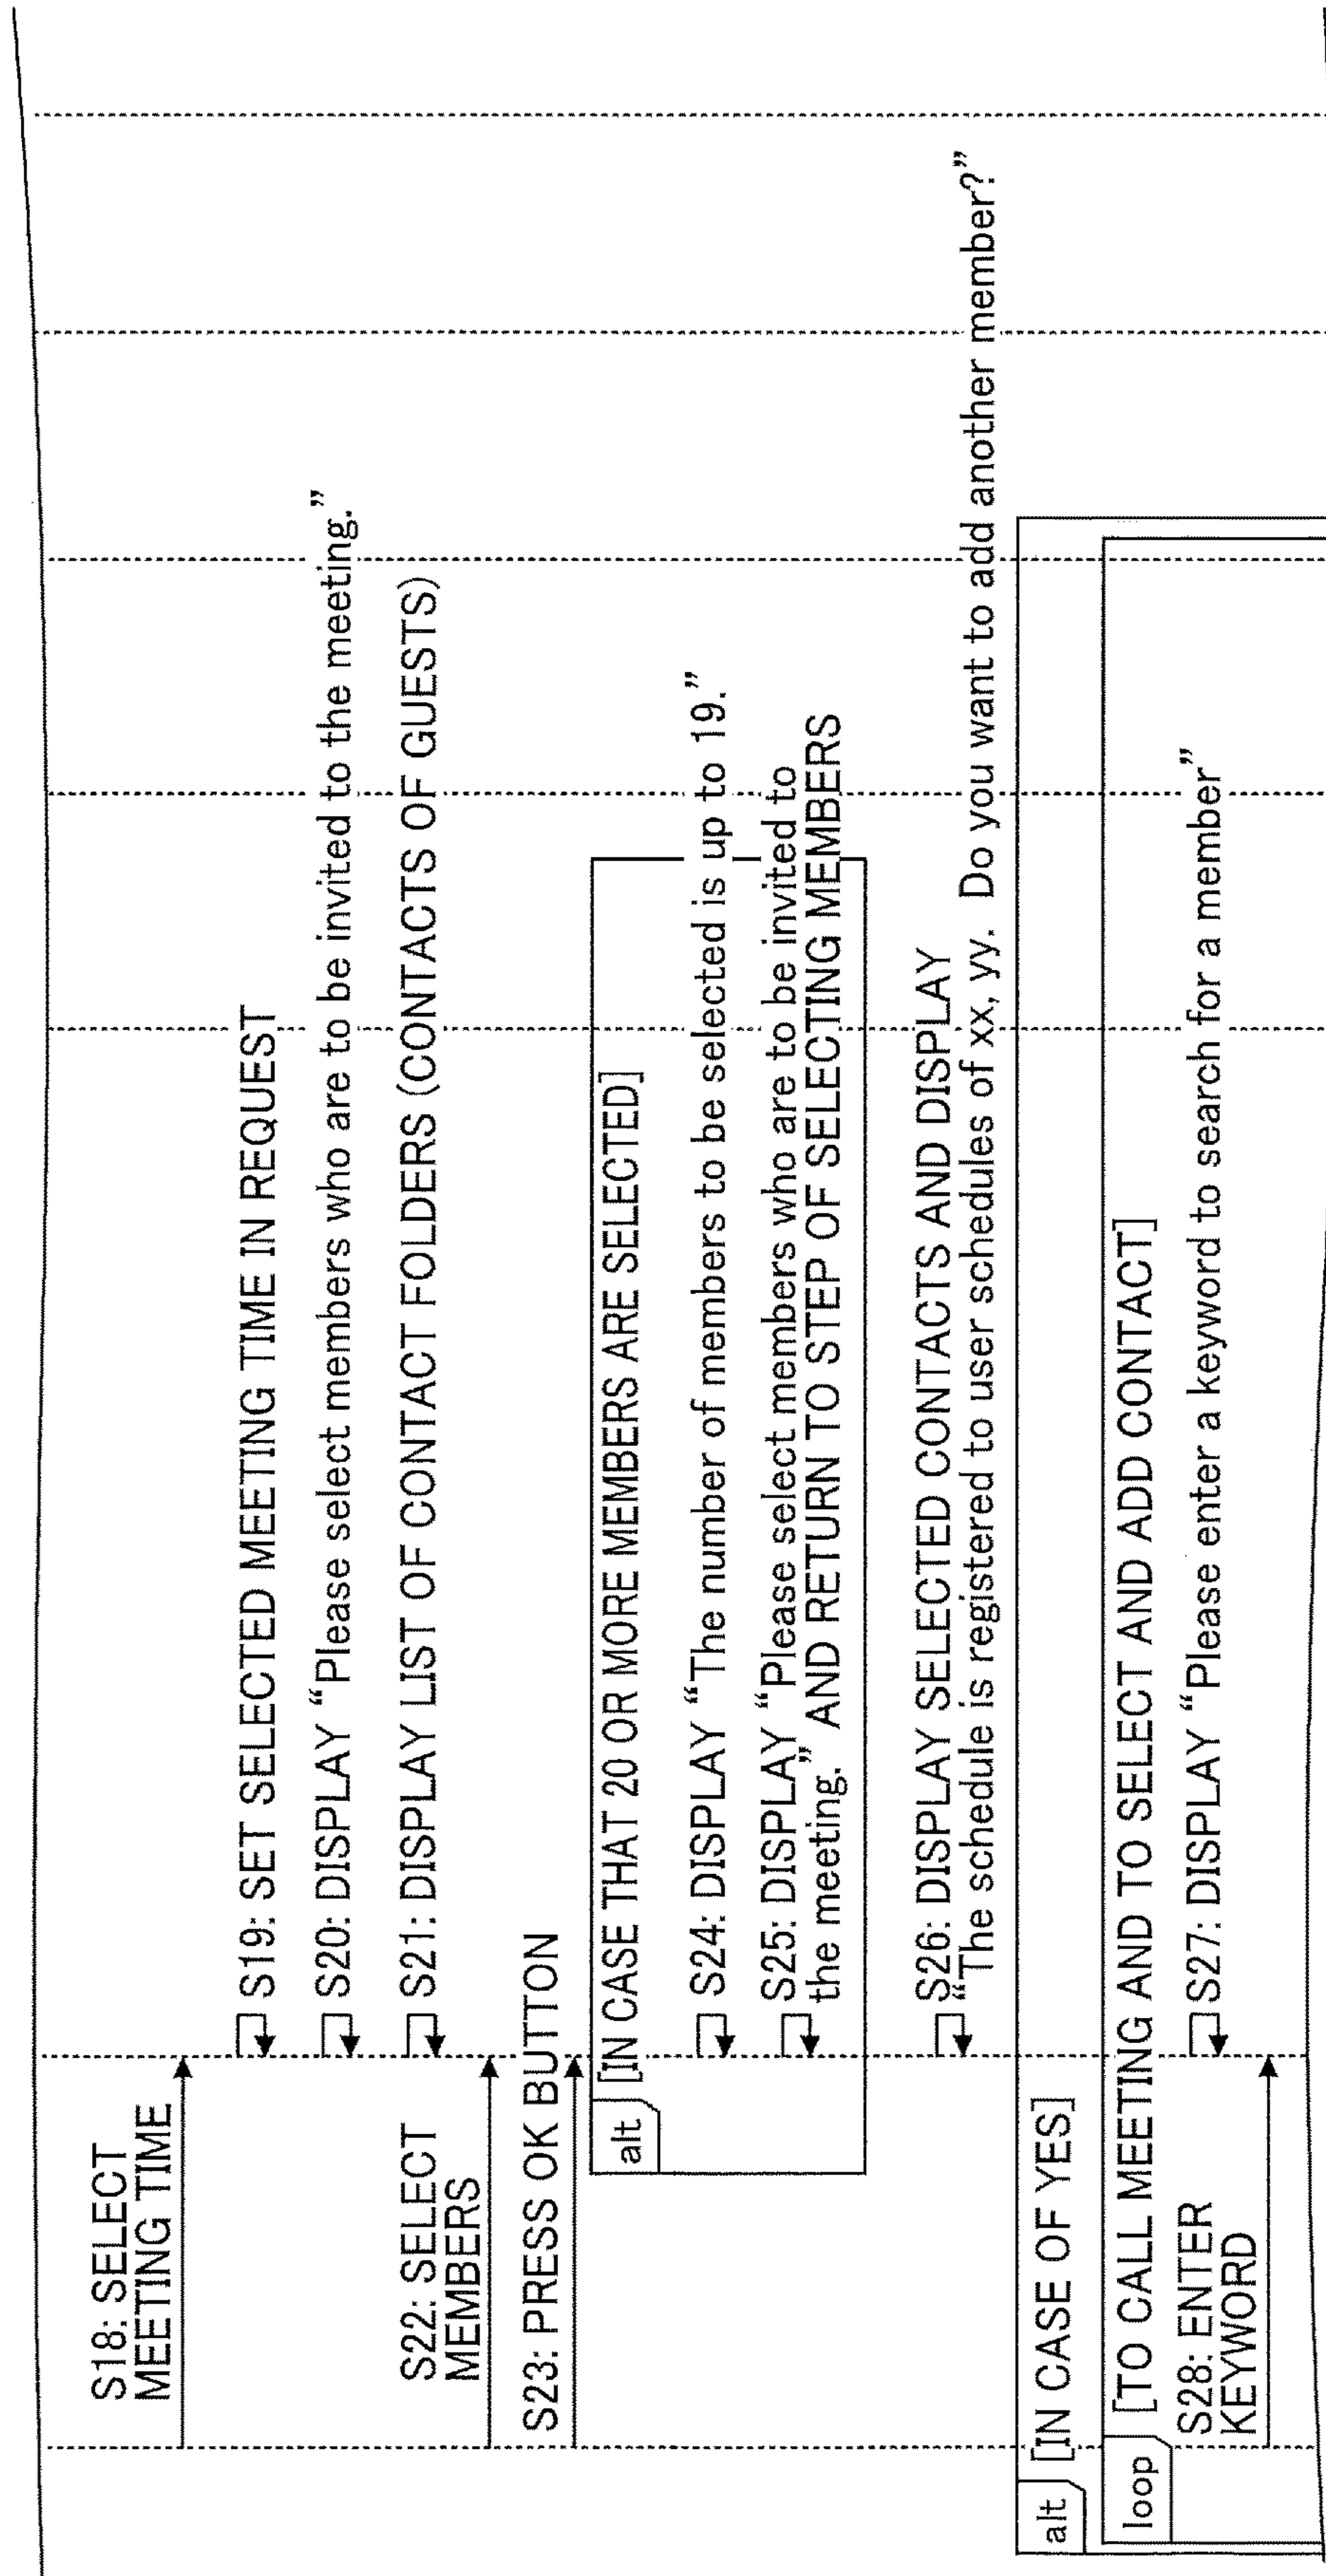 S18: SELECT
MEETING TIME
S19: SET SELECTED MEETING TIME IN REQUEST
S20: DISPLAY “Please select members who are to be invited to the meeting.”
S21: DISPLAY LIST OF CONTACT FOLDERS (CONTACTS OF GUESTS)
S22: SELECT
MEMBERS
S23: PRESS OK BUTTON
alt [IN CASE THAT 20 OR MORE MEMBERS ARE SELECTED]
S24: DISPLAY “The number of members to be selected is up to 19.”
S25: DISPLAY “Please select members who are to be invited to
the meeting.” AND RETURN TO STEP OF SELECTING MEMBERS
S26: DISPLAY SELECTED CONTACTS AND DISPLAY
“The schedule is registered to user schedules of xx, yy. Do you want to add another member?”
alt [IN CASE OF YES]
loop [TO CALL MEETING AND TO SELECT AND ADD CONTACT]
S27: DISPLAY “Please enter a keyword to search for a member”
S28: ENTER
KEYWORD